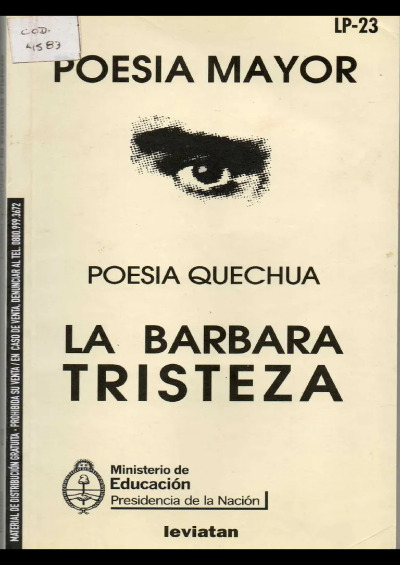 COD.
4583
LP-23
POESIA MAYOR
POESIA QUECHUA
LA BARBARA
TRISTEZA
Ministerio de
Educación
Presidencia de la Nación
leviatan
MATERIAL DE DISTRIBUCIÓN GRATUITA - PROHIBIDA SU VENTA / EN CASO DE VENTA, DENUNCIAR AL TEL. 0800.999.3672